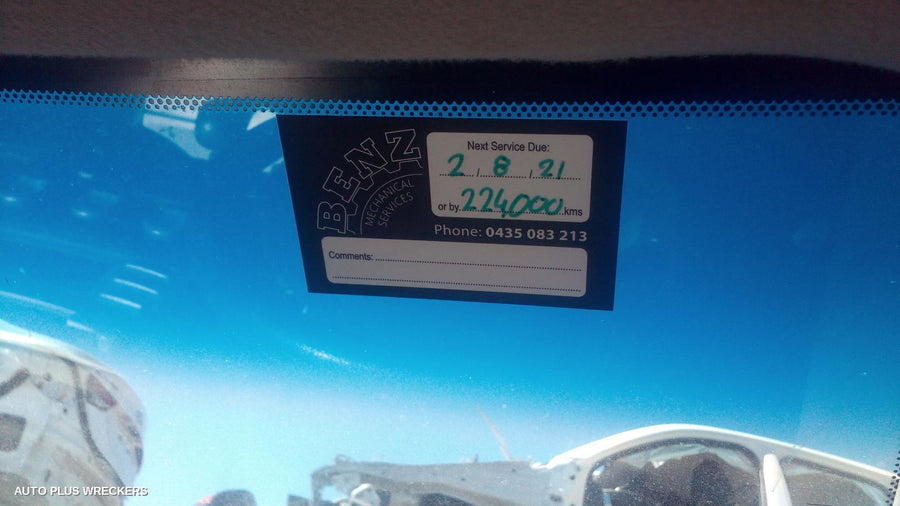 BENZ
MECHANICAL
SERVICES
Next Service Due:
2 / 8 / 21
or by 224000 kms
Phone: 0435 083 213
Comments:
AUTO PLUS WRECKERS